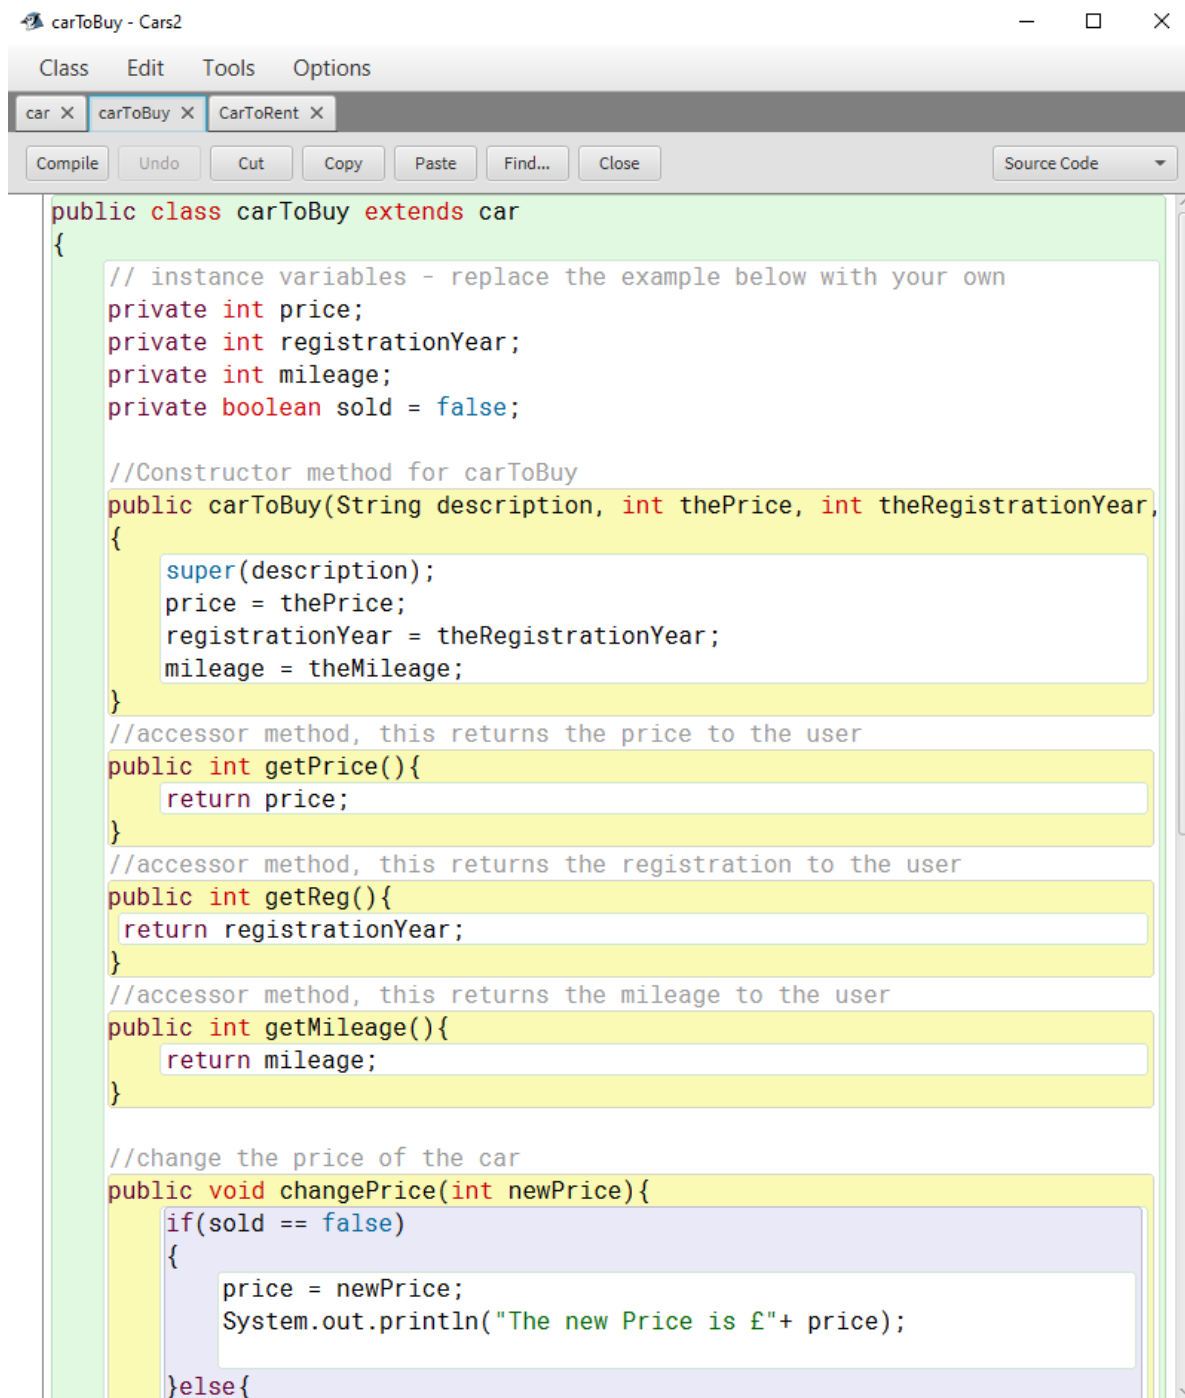 carToBuy - Cars2
Class Edit Tools Options
car carToBuy CarToRent
Compile Undo Cut Copy Paste Find... Close Source Code
public class carToBuy extends car
{
// instance variables - replace the example below with your own
private int price;
private int registrationYear;
private int mileage;
private boolean sold = false;
//Constructor method for carToBuy
public carToBuy(String description, int thePrice, int theRegistrationYear,
{
super(description);
price = thePrice;
registrationYear = theRegistrationYear;
mileage = theMileage;
}
//accessor method, this returns the price to the user
public int getPrice(){
return price;
}
//accessor method, this returns the registration to the user
public int getReg(){
return registrationYear;
}
//accessor method, this returns the mileage to the user
public int getMileage(){
return mileage;
}
//change the price of the car
public void changePrice(int newPrice){
if(sold == false)
{
price = newPrice;
System.out.println("The new Price is £"+ price);
}else{